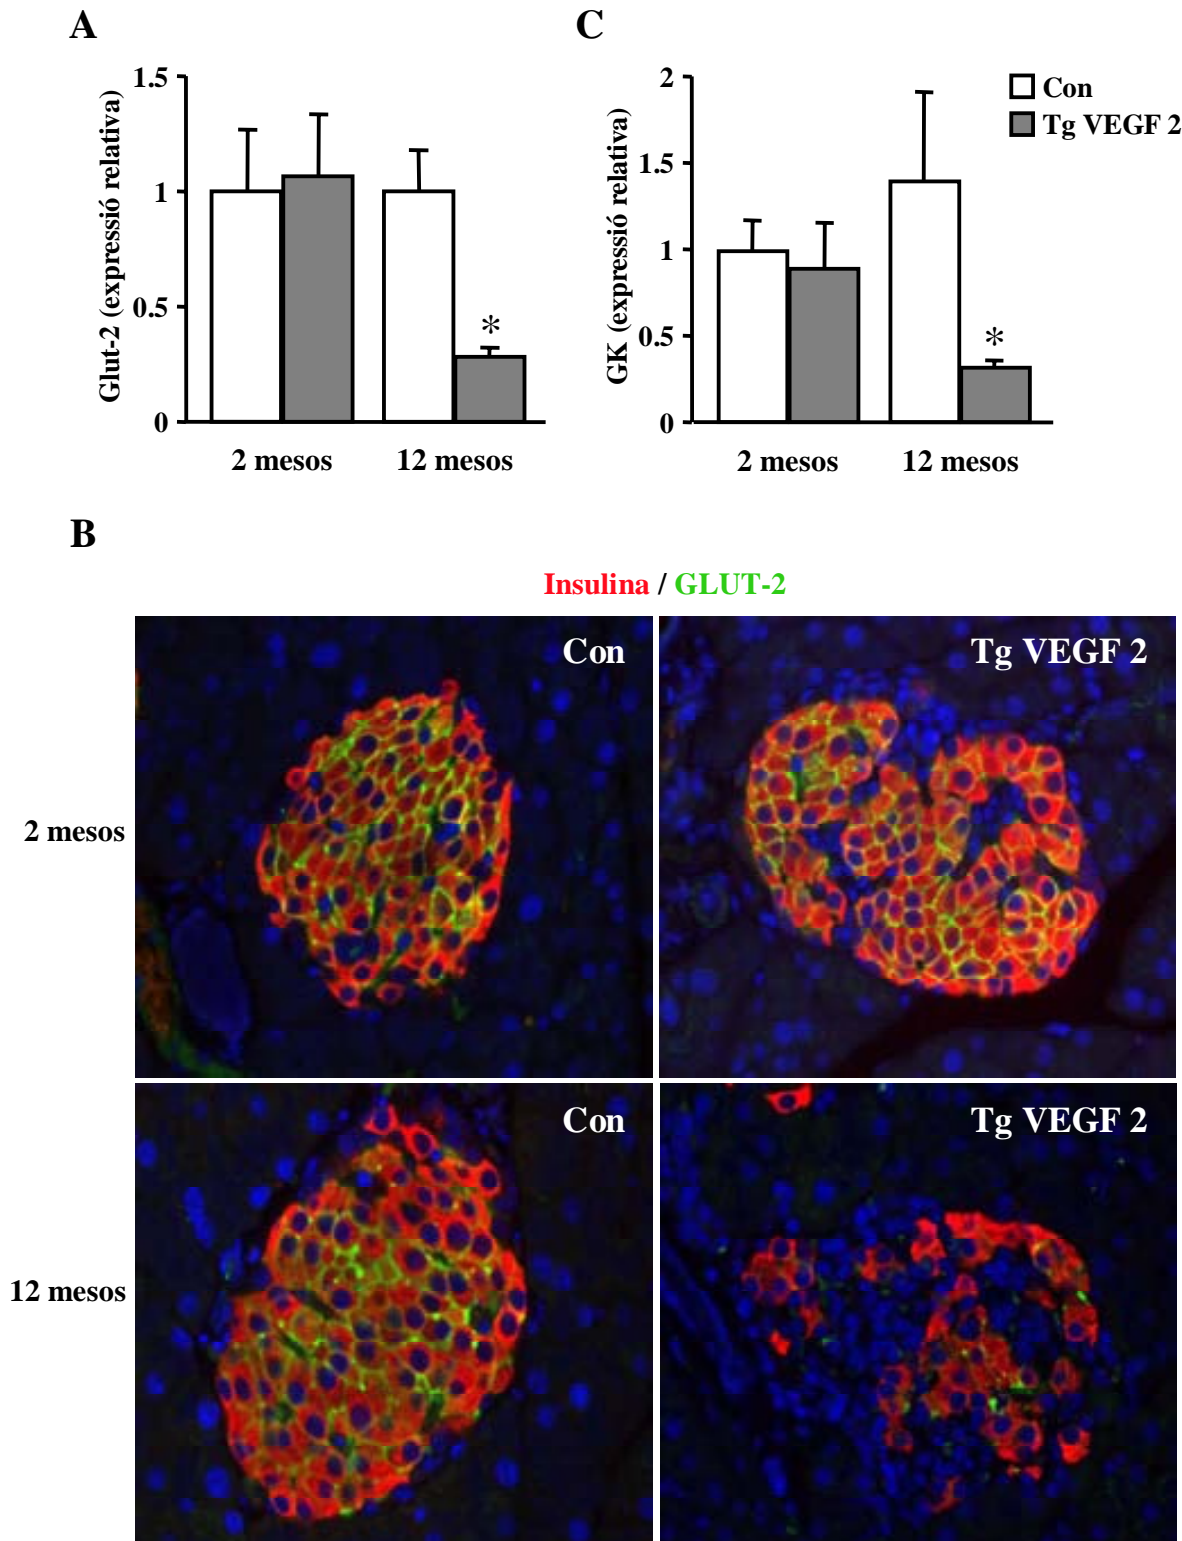 A
C
1.5
1
0.5
0
Glut-2 (expressió relativa)
*
2 mesos
12 mesos
2
1.5
1
0.5
0
GK (expressió relativa)
*
2 mesos
12 mesos
Con
Tg VEGF 2
B
Insulina / GLUT-2
Con
Tg VEGF 2
2 mesos
Con
Tg VEGF 2
12 mesos